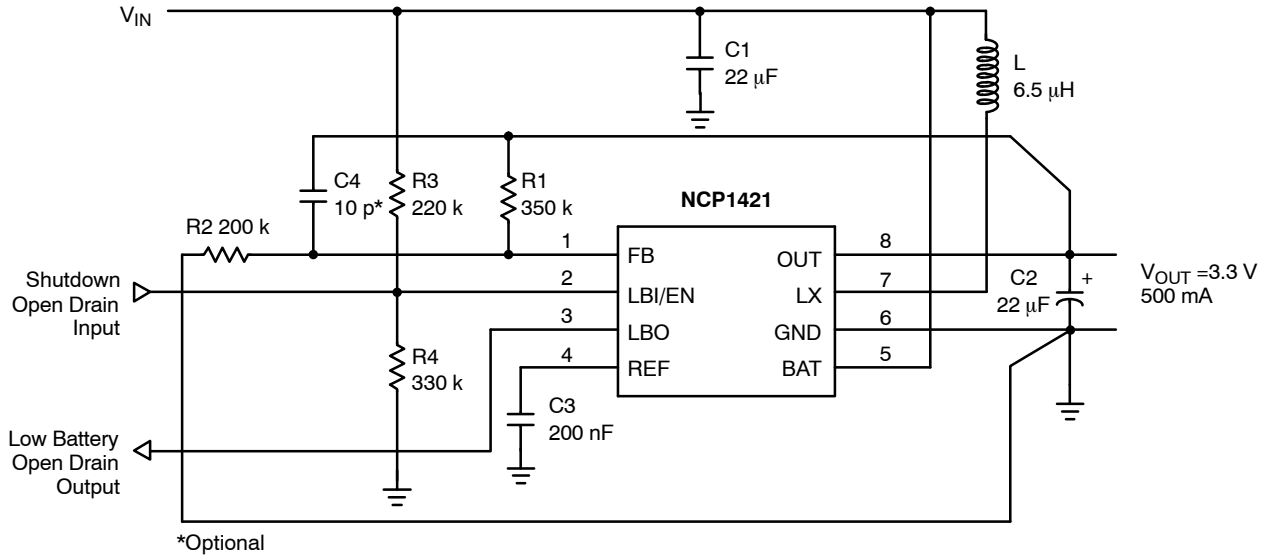 VIN
C1
22 μF
L
6.5 μH
C4
10 p*
R3
220 k
R1
350 k
NCP1421
R2 200 k
1
FB
OUT
8
Shutdown
Open Drain
Input
2
LBI/EN
LX
7
C2
22 μF
+
VOUT =3.3 V
500 mA
3
LBO
GND
6
4
REF
BAT
5
R4
330 k
C3
200 nF
Low Battery
Open Drain
Output
*Optional